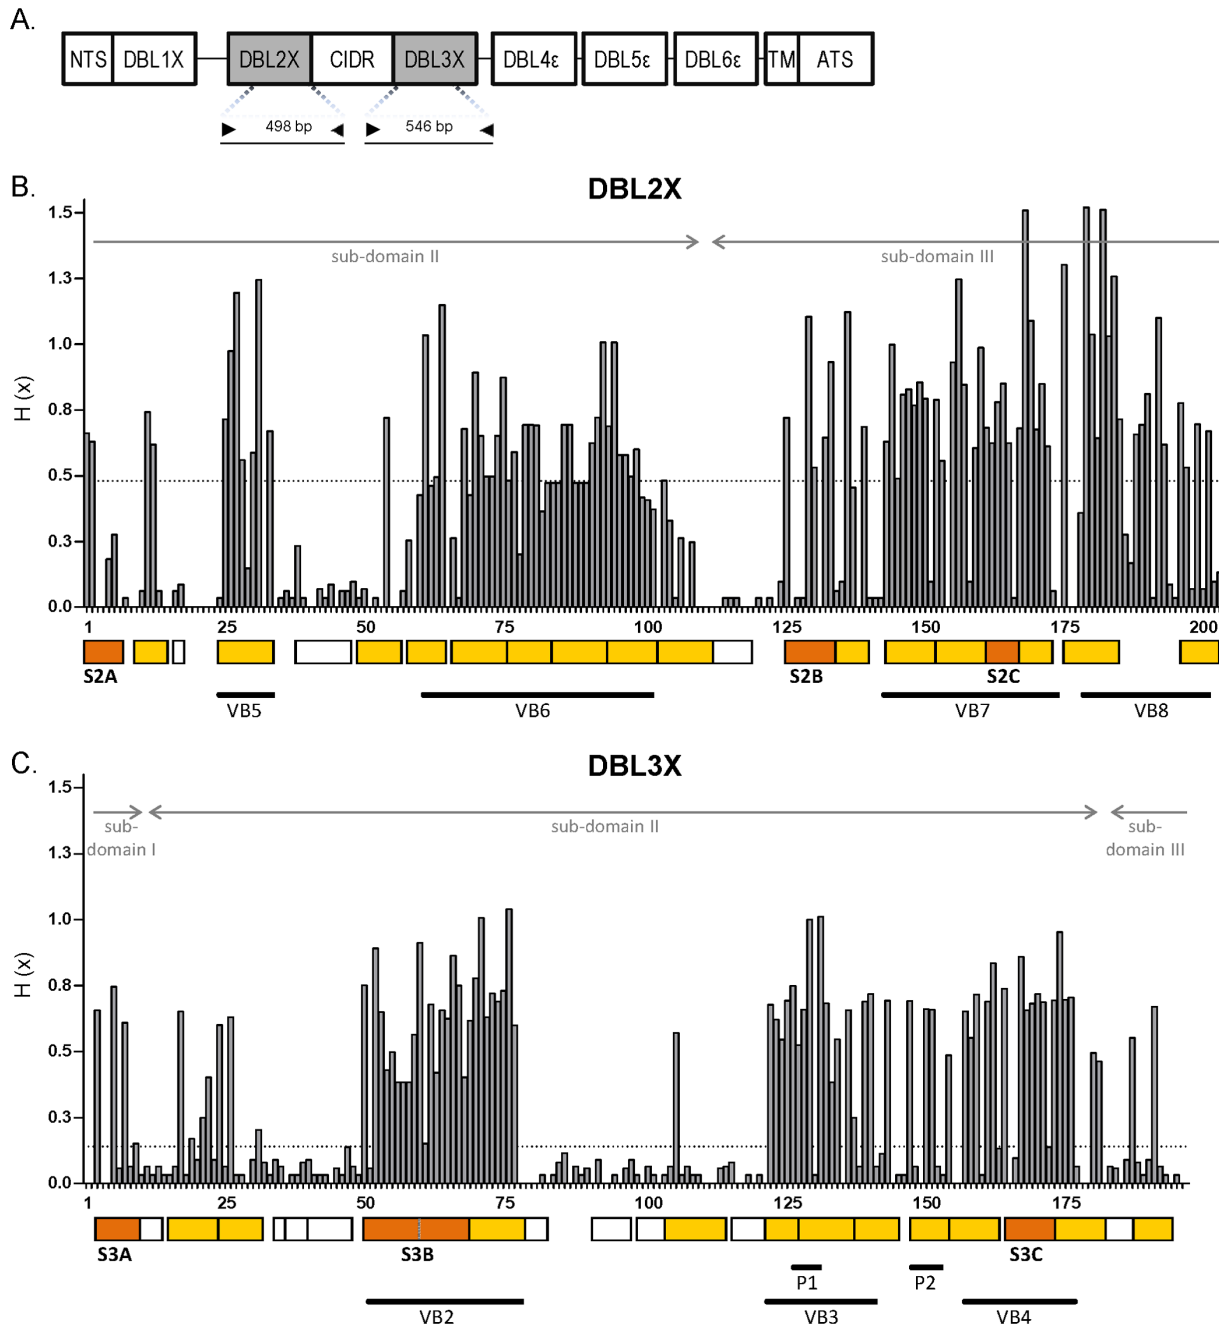 A.
NTS DBL1X DBL2X CIDR DBL3X DBL4ε DBL5ε DBL6ε TM ATS
498 bp 546 bp
B.
DBL2X
1.5
sub-domain II sub-domain III
1.3
1.0
H (x)
0.8
0.5
0.3
0.0
1 25 50 75 100 125 150 175 200
S2A S2B S2C
VB5 VB6 VB7 VB8
C.
DBL3X
1.5
sub-domain I
sub-domain II
sub-domain III
1.3
1.0
H (x)
0.8
0.5
0.3
0.0
1 25 50 75 100 125 150 175
S3A S3B S3C
P1 P2
VB2 VB3 VB4